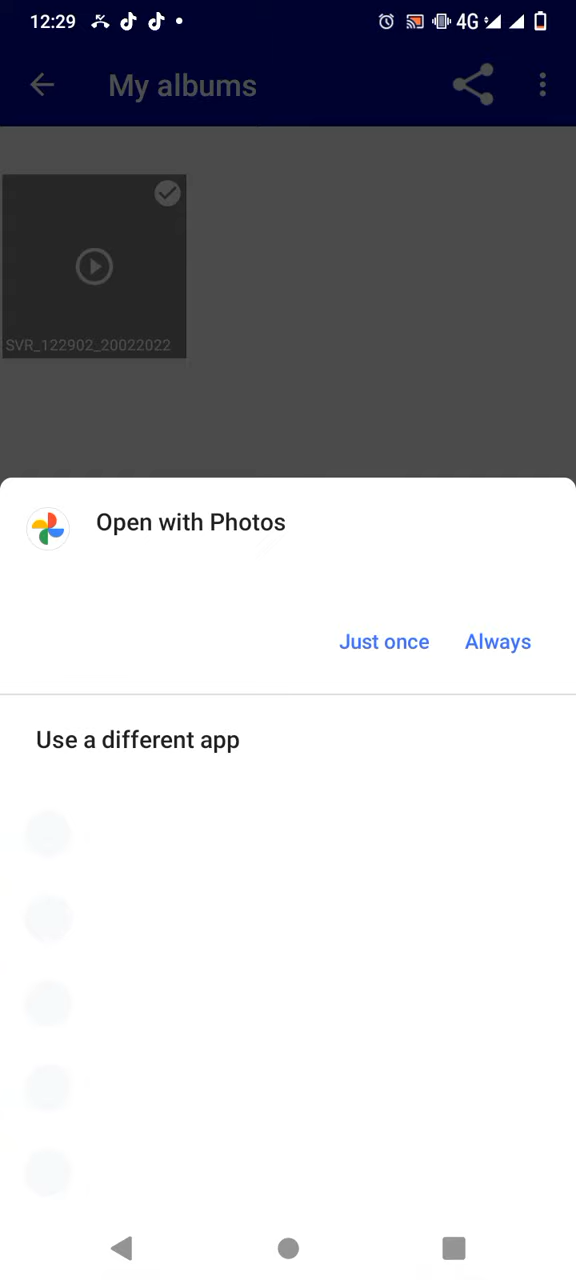 12:29
4G
My albums
SVR_122902_20022022
Open with Photos
Just once
Always
Use a different app